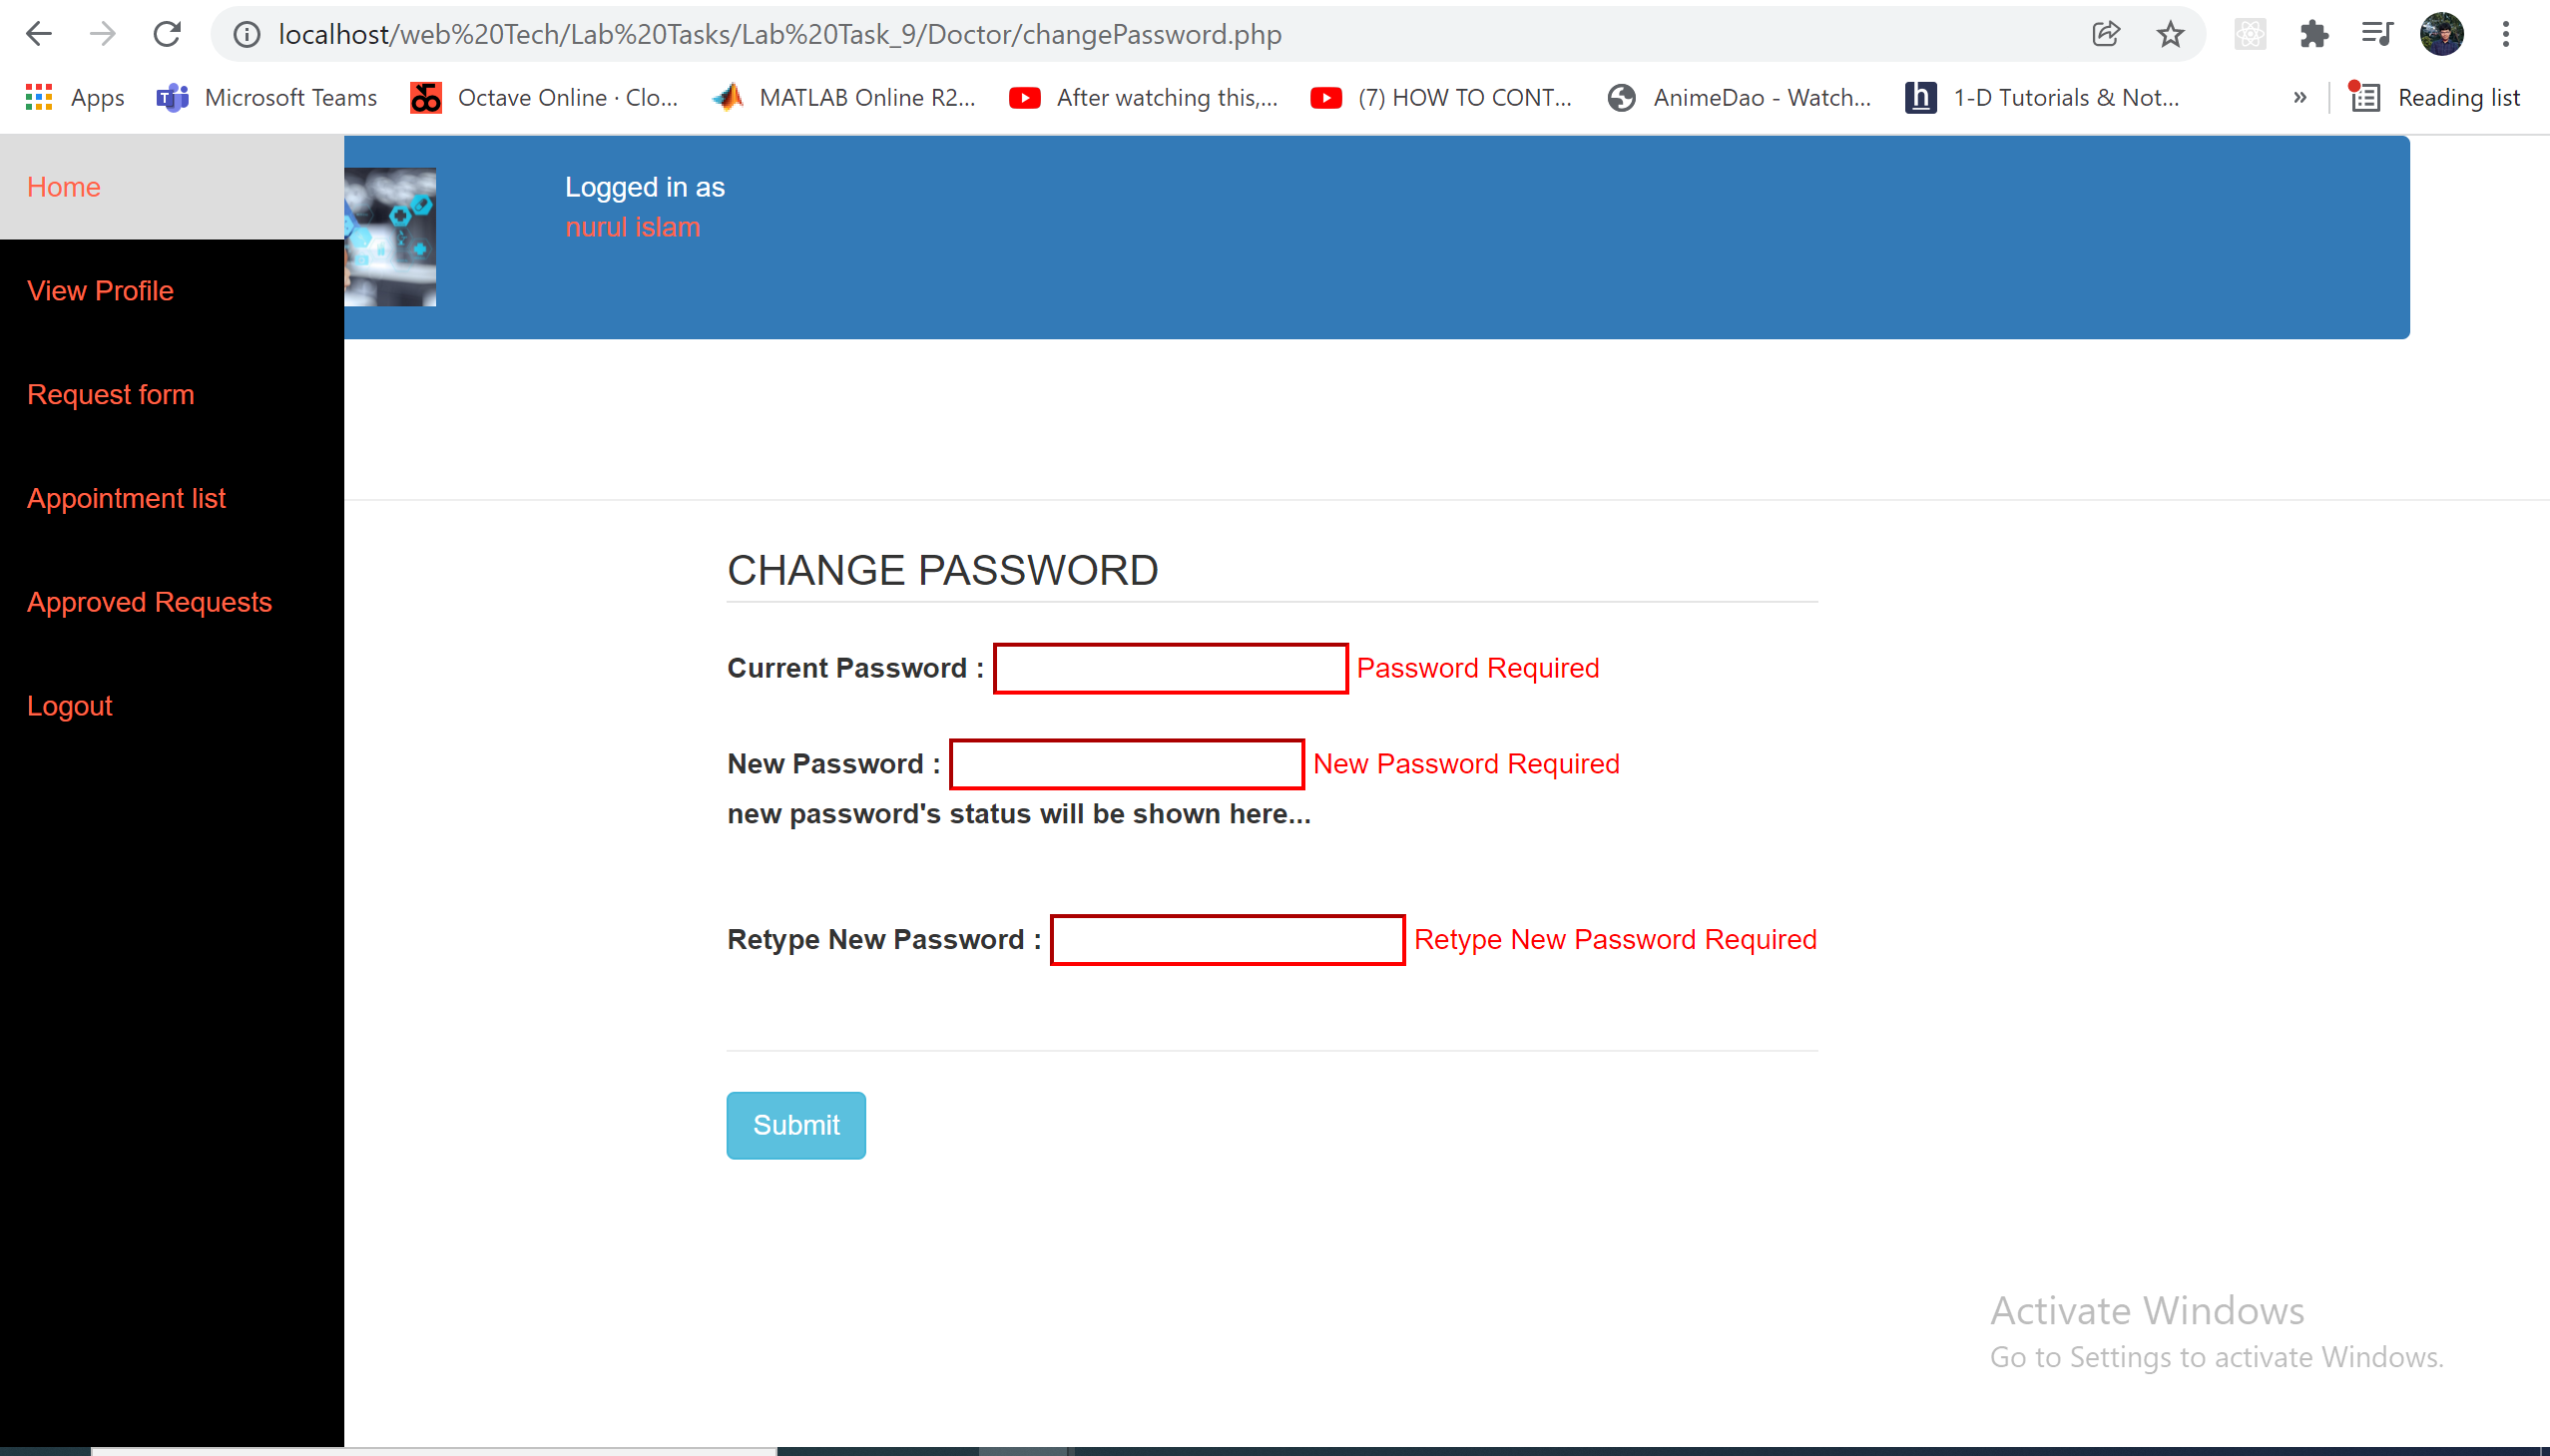 localhost/web%20Tech/Lab%20Tasks/Lab%20Task_9/Doctor/changePassword.php
Apps Microsoft Teams Octave Online · Clo... MATLAB Online R2... After watching this,... (7) HOW TO CONT... AnimeDao - Watch... h 1-D Tutorials & Not... » Reading list
Home
Logged in as
nurul islam
View Profile
Request form
Appointment list
Approved Requests
Logout
CHANGE PASSWORD
Current Password : Password Required
New Password : New Password Required
new password's status will be shown here...
Retype New Password : Retype New Password Required
Submit
Activate Windows
Go to Settings to activate Windows.